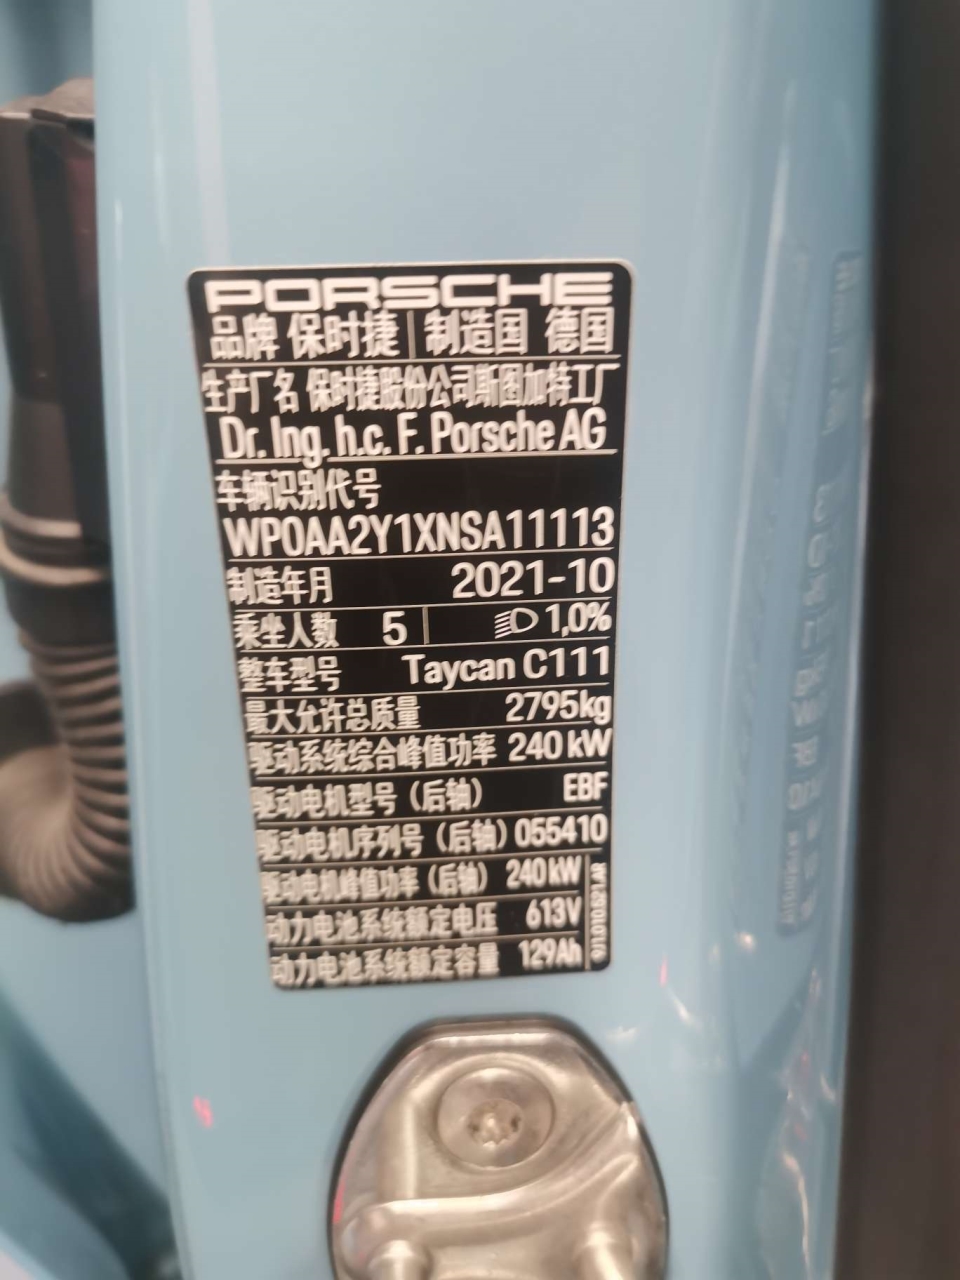 PORSCHE
品牌 保时捷 | 制造国 德国
生产厂名 保时捷股份公司斯图加特工厂
Dr. Ing. h.c. F. Porsche AG
车辆识别代号
WP0AA2Y1XNSA11113
制造年月 2021-10
乘坐人数 5 | 1,0%
整车型号 Taycan C111
最大允许总质量 2795kg
驱动系统综合峰值功率 240 kW
驱动电机型号（后轴） EBF
驱动电机序列号（后轴） 055410
驱动电机峰值功率（后轴） 240 kW
动力电池系统额定电压 613V
动力电池系统额定容量 129Ah